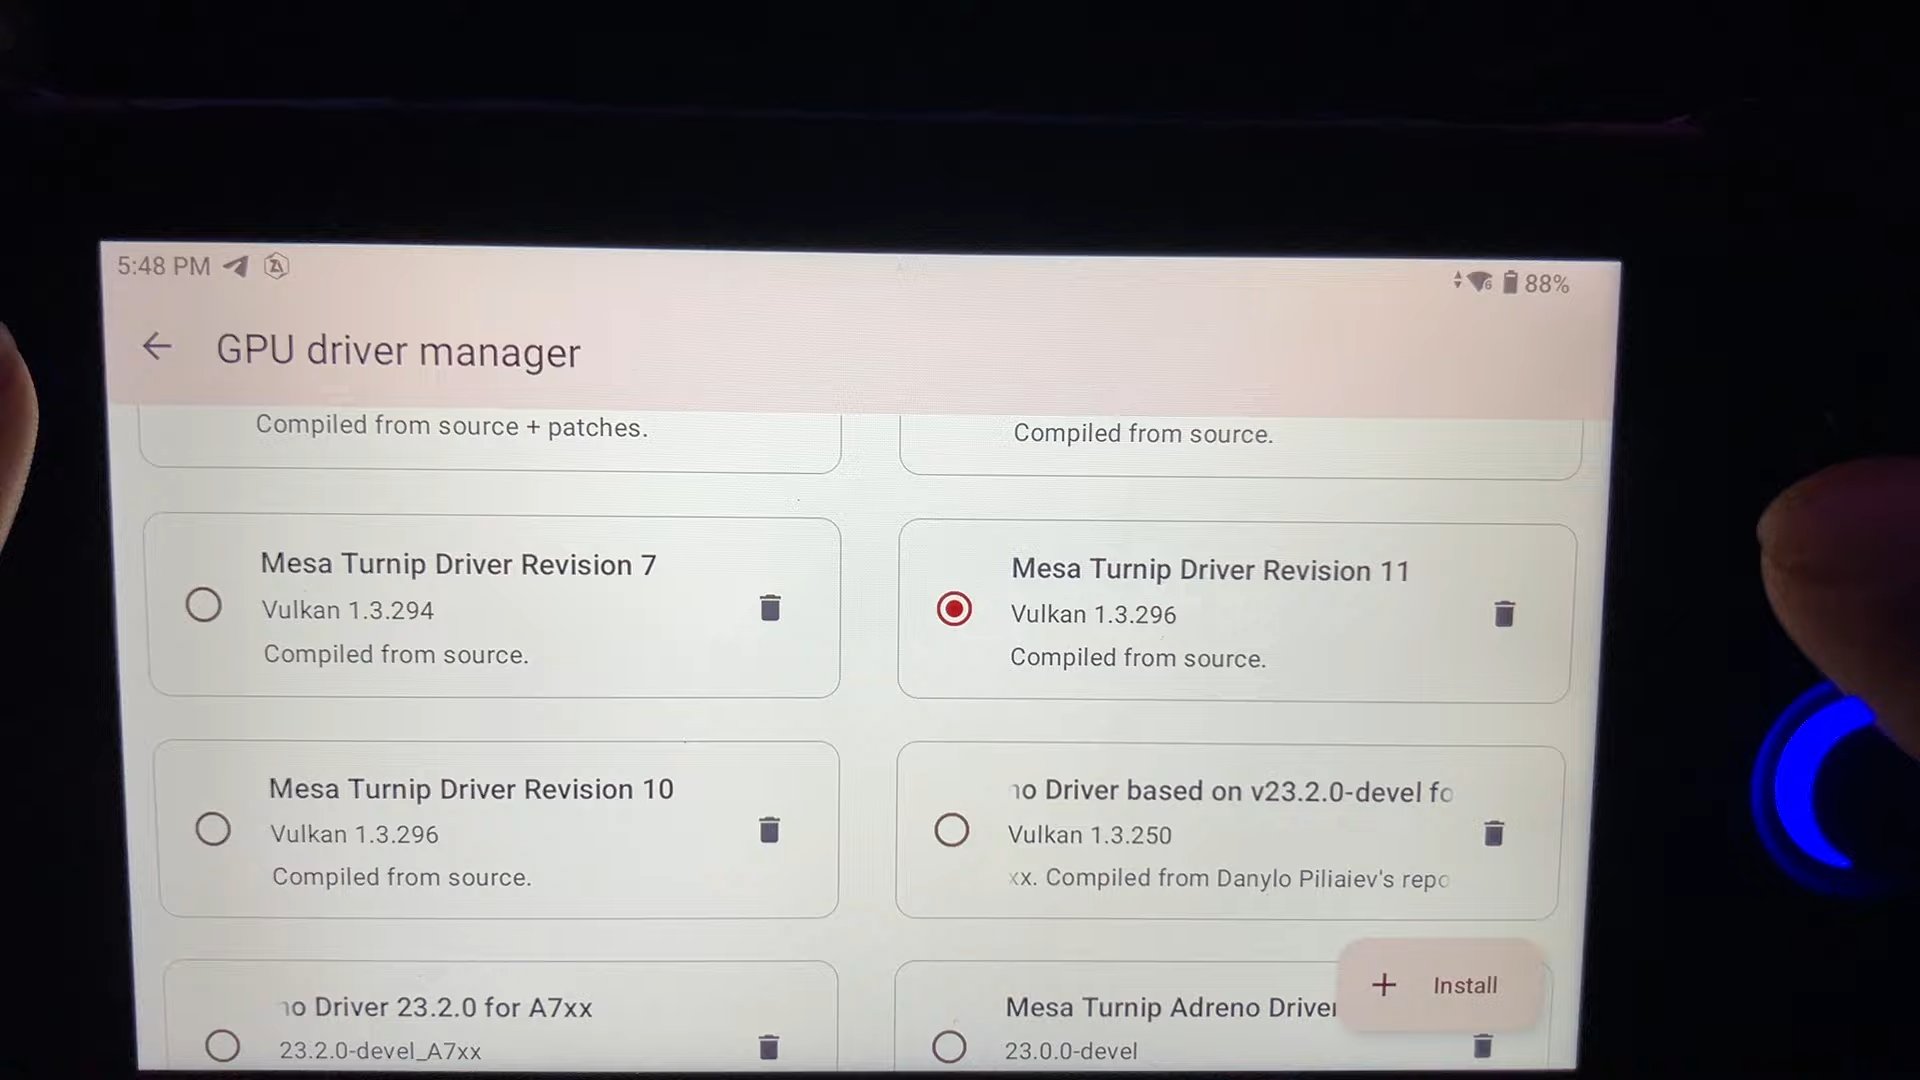 5:48 PM
88%
GPU driver manager
Compiled from source + patches.
Compiled from source.
Mesa Turnip Driver Revision 7
Vulkan 1.3.294
Compiled from source.
Mesa Turnip Driver Revision 11
Vulkan 1.3.296
Compiled from source.
Mesa Turnip Driver Revision 10
Vulkan 1.3.296
Compiled from source.
Driver based on v23.2.0-devel
Vulkan 1.3.250
Compiled from Danylo Piliaiev's
Driver 23.2.0 for A7xx
23.2.0-devel_A7xx
Mesa Turnip Adreno Driver
23.0.0-devel
+ Install